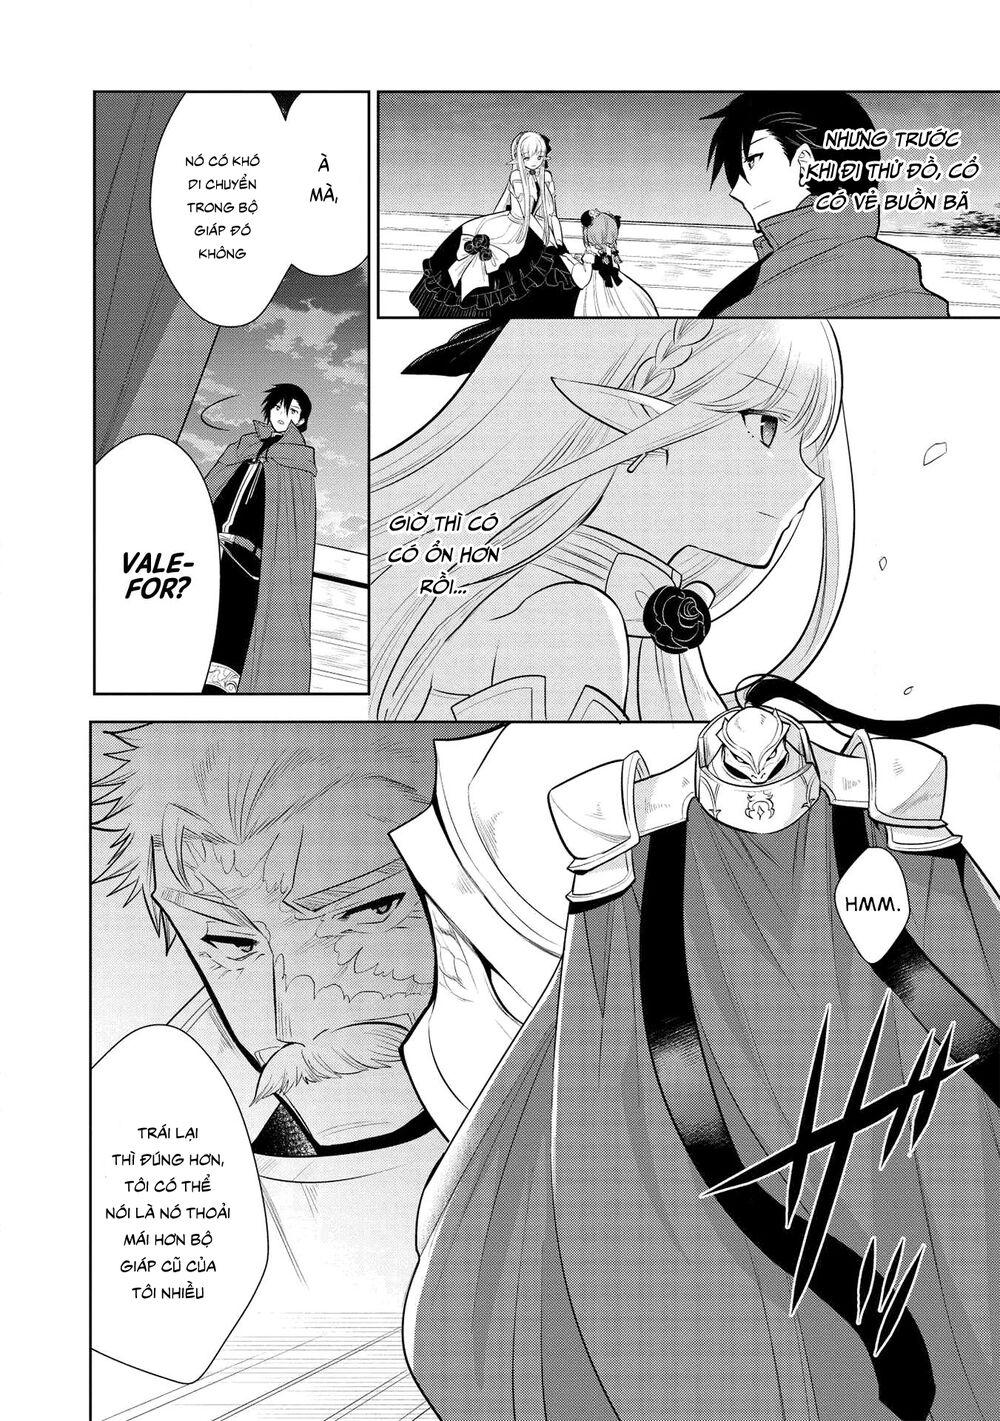 NHƯNG TRƯỚC
KHI ĐI THỬ ĐỒ, CỔ
CÓ VẺ BUỒN BÃ
GIỜ THÌ CÓ
CÓ ỔN HƠN
RỒI...
À
MÀ,
NÓ CÓ KHÓ
DI CHUYỂN
TRONG BỘ
GIÁP ĐÓ
KHÔNG
VALE-
FOR?
HMM.
TRÁI LẠI
THÌ ĐÚNG HƠN,
TÔI CÓ THỂ
NÓI LÀ NÓ THOẢI
MÁI HƠN BỘ
GIÁP CŨ CỦA
TÔI NHIỀU